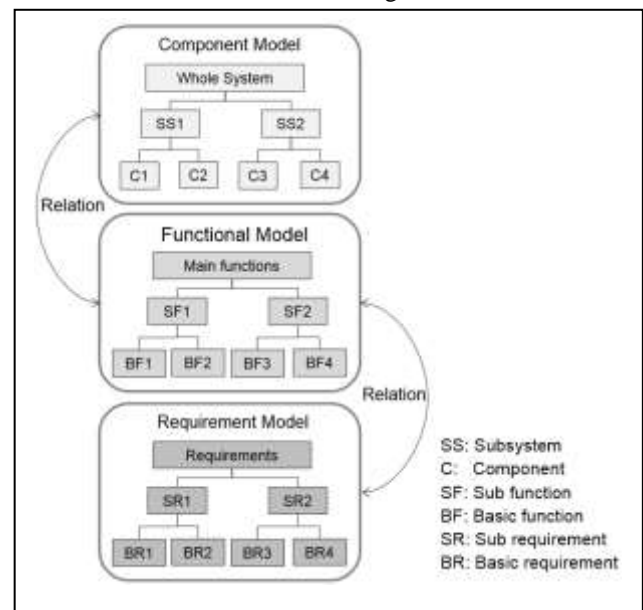 Component Model
Whole System
SS1 SS2
C1 C2 C3 C4
Relation
Functional Model
Main functions
SF1 SF2
BF1 BF2 BF3 BF4
Relation
Requirement Model
Requirements
SR1 SR2
BR1 BR2 BR3 BR4
SS: Subsystem
C: Component
SF: Sub function
BF: Basic function
SR: Sub requirement
BR: Basic requirement